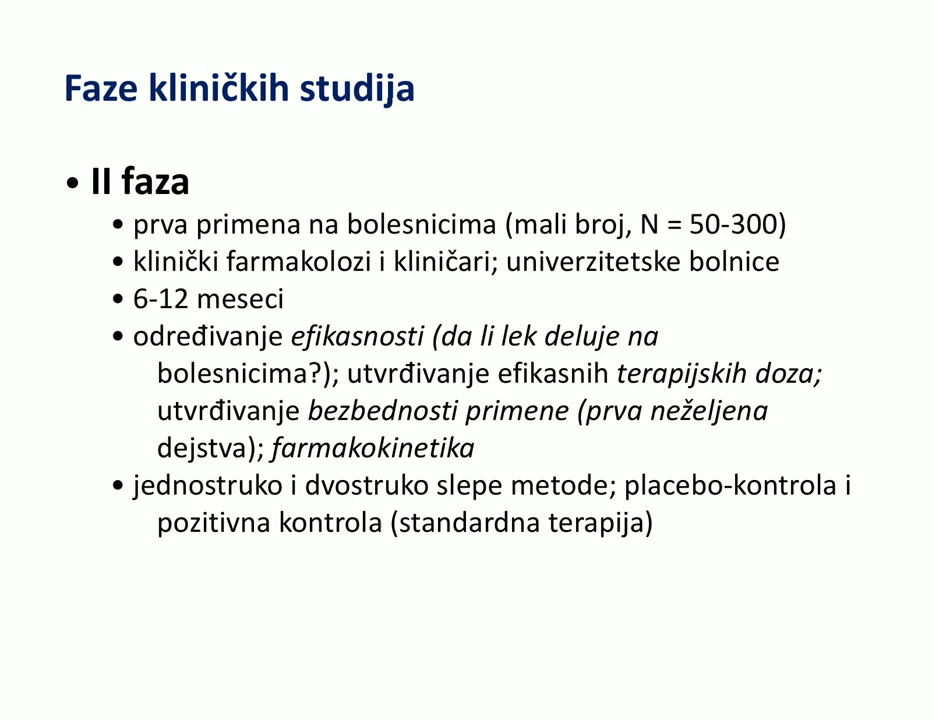 Faze kliničkih studija
• II faza
• prva primena na bolesnicima (mali broj, N = 50-300)
• klinički farmakolozi i kliničari; univerzitetske bolnice
• 6-12 meseci
• određivanje efikasnosti (da li lek deluje na
bolesnicima?); utvrđivanje efikasnih terapijskih doza;
utvrđivanje bezbednosti primene (prva neželjena
dejstva); farmakokinetika
• jednostruko i dvostruko slepe metode; placebo-kontrola i
pozitivna kontrola (standardna terapija)